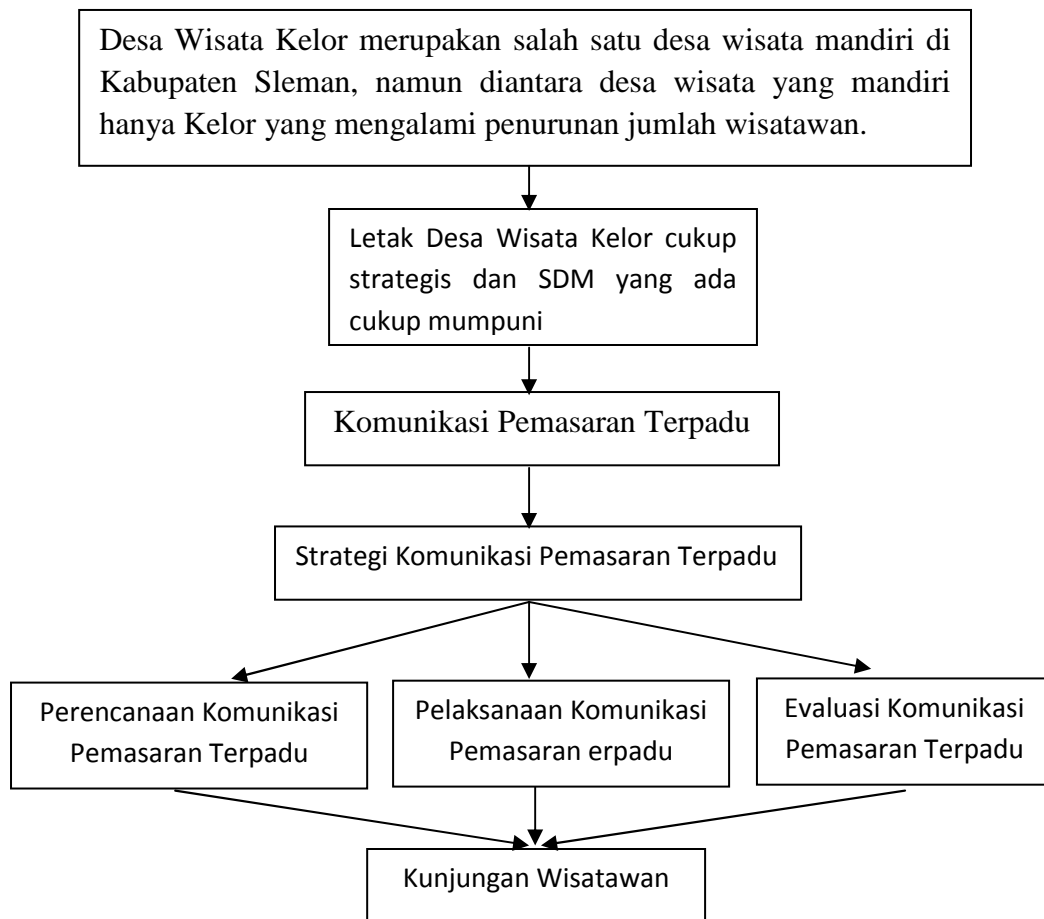 Desa Wisata Kelor merupakan salah satu desa wisata mandiri di
Kabupaten Sleman, namun diantara desa wisata yang mandiri
hanya Kelor yang mengalami penurunan jumlah wisatawan.
Letak Desa Wisata Kelor cukup
strategis dan SDM yang ada
cukup mumpuni
Komunikasi Pemasaran Terpadu
Strategi Komunikasi Pemasaran Terpadu
Perencanaan Komunikasi
Pemasaran Terpadu
Pelaksanaan Komunikasi
Pemasaran erpadu
Evaluasi Komunikasi
Pemasaran Terpadu
Kunjungan Wisatawan